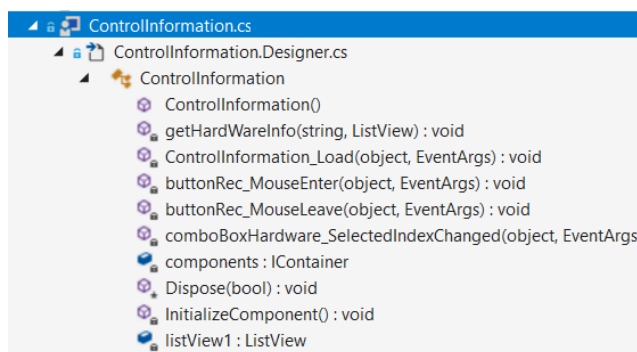 ControlInformation.cs
ControlInformation.Designer.cs
ControlInformation
ControlInformation()
getHardWareInfo(string, ListView) : void
ControlInformation_Load(object, EventArgs) : void
buttonRec_MouseEnter(object, EventArgs) : void
buttonRec_MouseLeave(object, EventArgs) : void
comboBoxHardware_SelectedIndexChanged(object, EventArgs
components : IContainer
Dispose(bool) : void
InitializeComponent() : void
listView1 : ListView